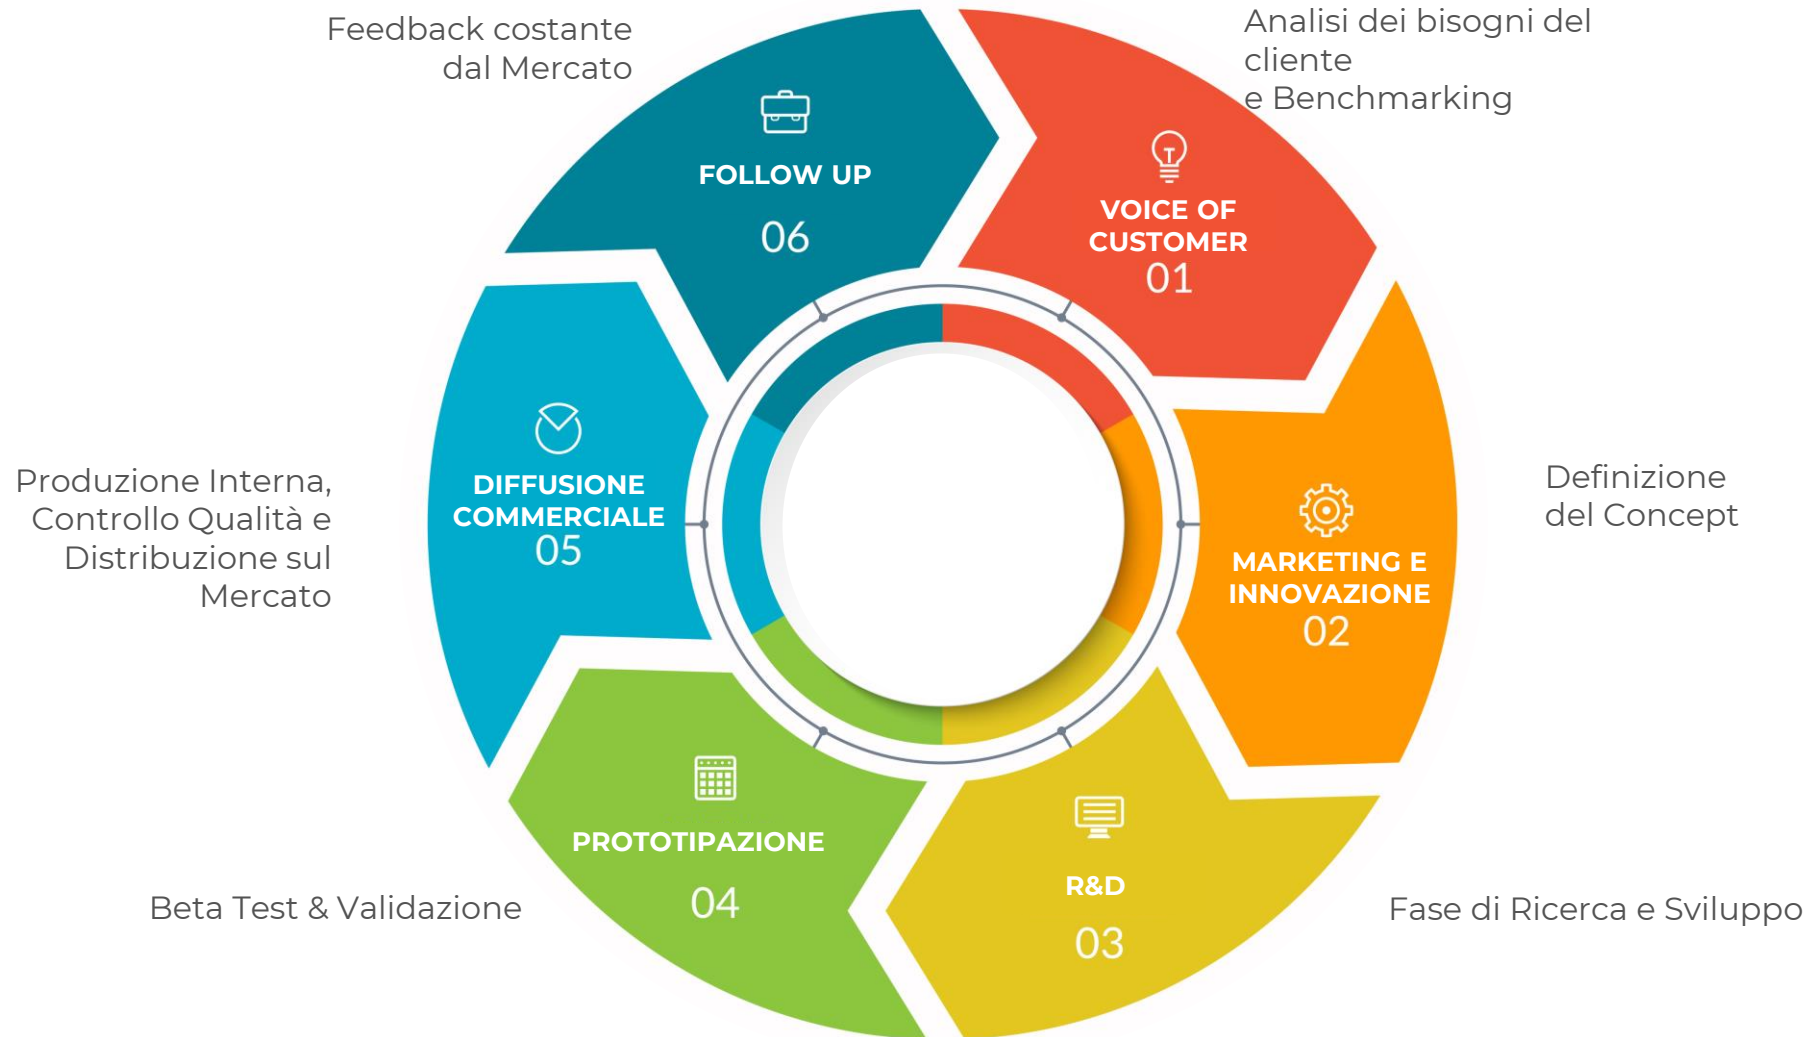 Analisi dei bisogni del
cliente
e Benchmarking
VOICE OF
CUSTOMER
01
Definizione
del Concept
MARKETING E
INNOVAZIONE
02
Fase di Ricerca e Sviluppo
R&D
03
Beta Test & Validazione
PROTOTIPAZIONE
04
Produzione Interna,
Controllo Qualità e
Distribuzione sul
Mercato
DIFFUSIONE
COMMERCIALE
05
Feedback costante
dal Mercato
FOLLOW UP
06